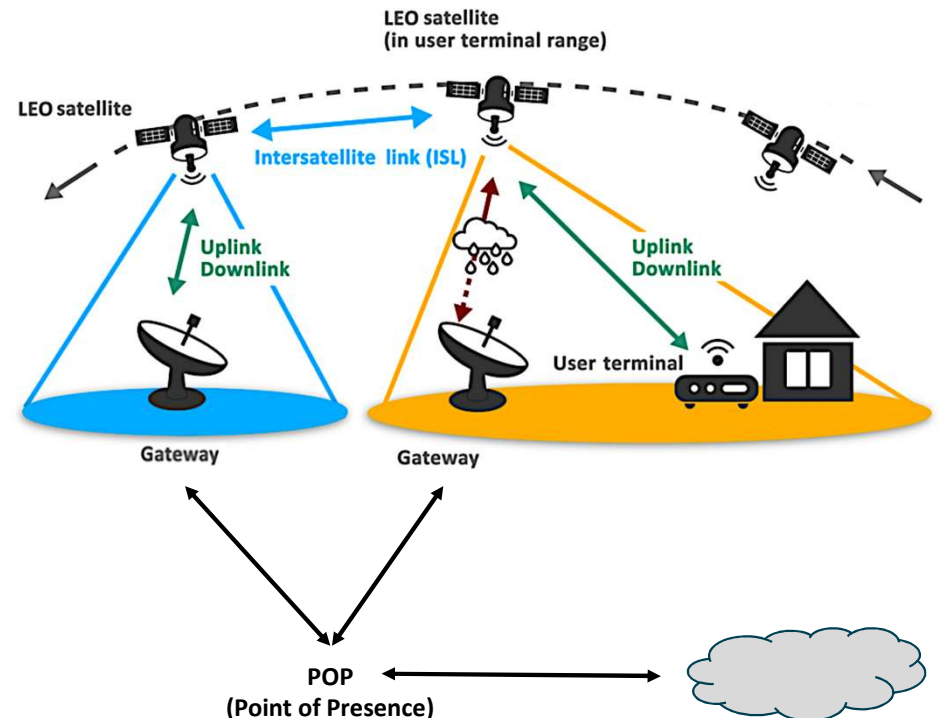 LEO satellite
(in user terminal range)
LEO satellite
Intersatellite link (ISL)
Uplink
Downlink
Uplink
Downlink
User terminal
Gateway
Gateway
POP
(Point of Presence)